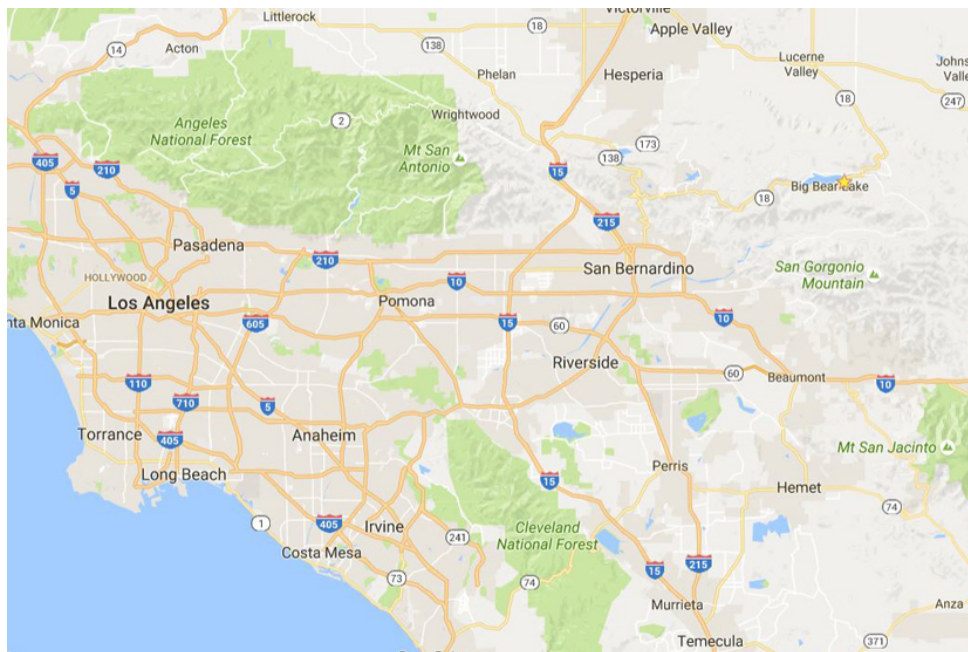 Littlerock
18
Victorville
Apple Valley
14
Acton
138
Phelan
Hesperia
Lucerne
Valley
18
247
Wrightwood
Angeles
National Forest
2
Mt San
Antonio
173
138
405
210
5
15
Big Bear Lake
18
215
Pasadena
210
HOLLYWOOD
Los Angeles
10
San Bernardino
San Gorgonio
Mountain
Pomona
605
15
60
10
Riverside
60
Beaumont
10
110
710
5
Torrance
405
Anaheim
Mt San Jacinto
Long Beach
Perris
15
Hemet
74
1
405
Irvine
241
Cleveland
National Forest
Costa Mesa
73
74
15
215
Murrieta
Anza
Temecula
371